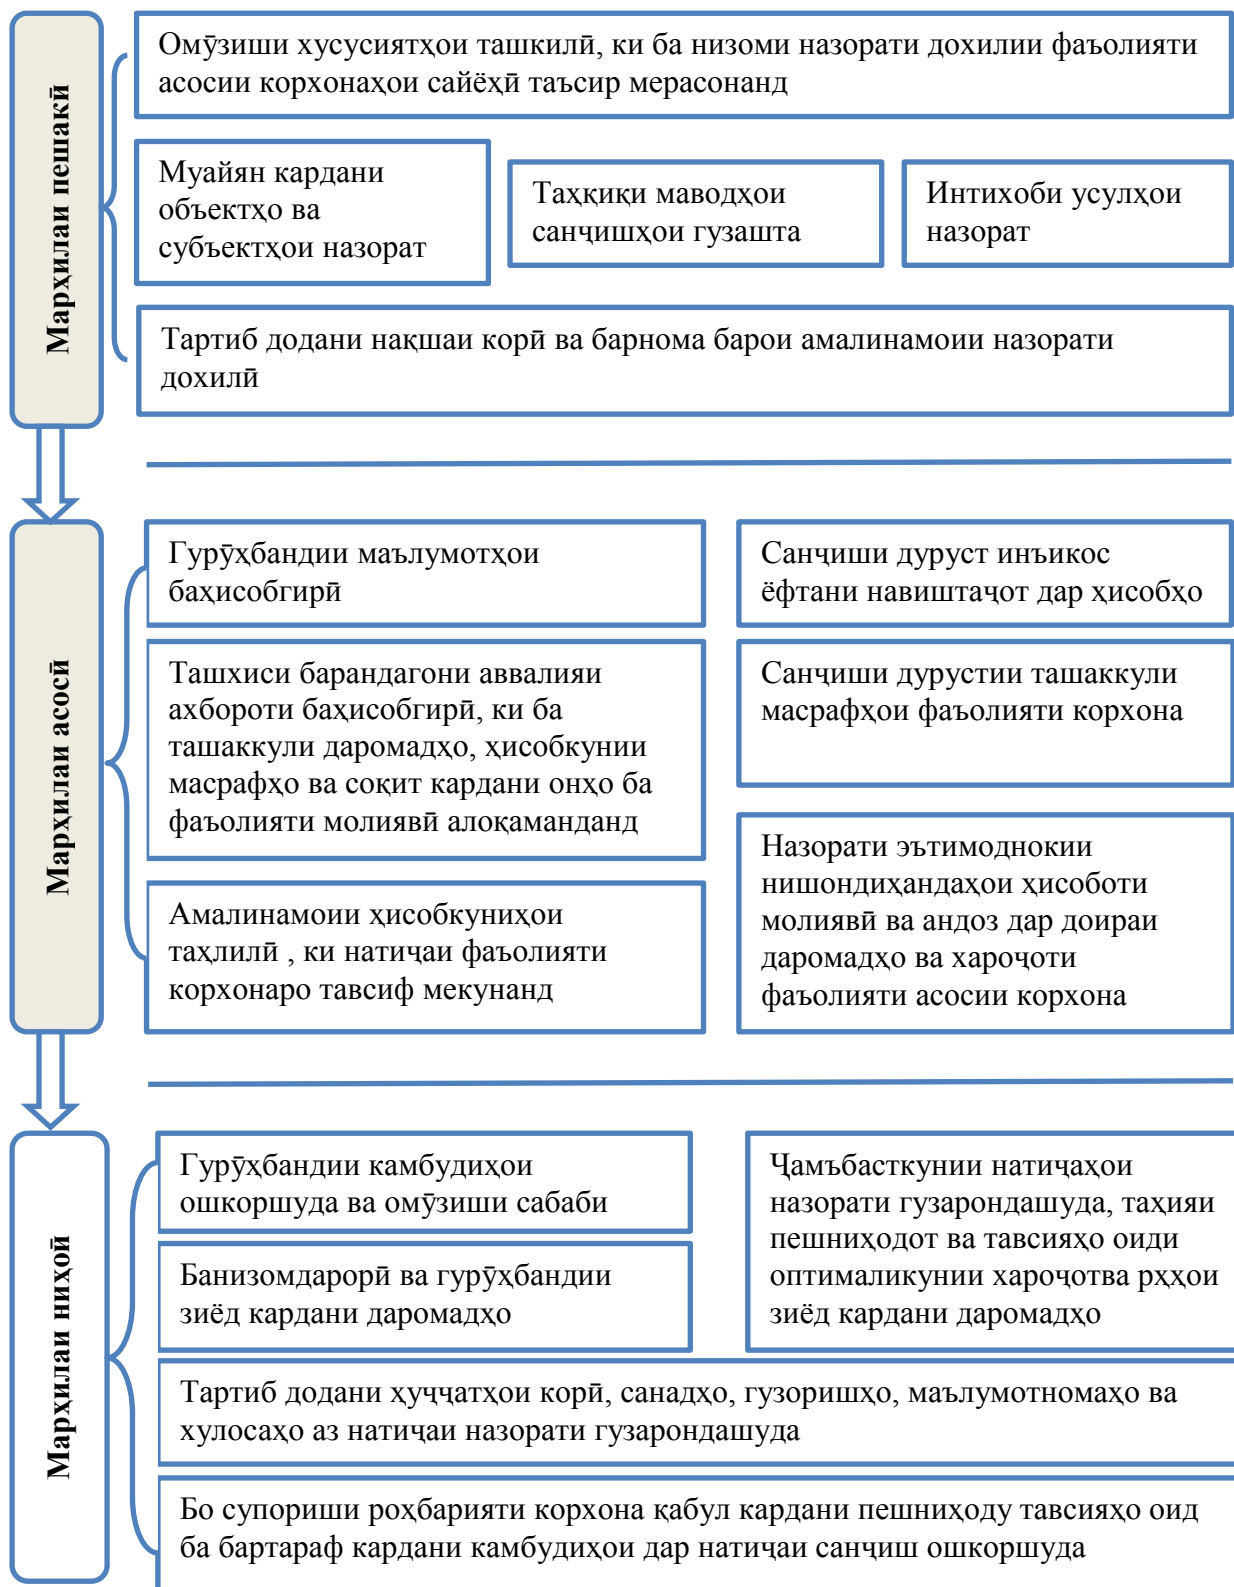 Марҳилаи пешакӣ
Омӯзиши хусусиятҳои ташкилӣ, ки ба низоми назорати дохилии фаъолияти
асосии корхонаҳои сайёҳӣ таъсир мерасонанд
Муайян кардани
объектҳо ва
субъектҳои назорат
Таҳқиқи маводҳои
санҷишҳои гузашта
Интихоби усулҳои
назорат
Тартиб додани нақшаи корӣ ва барнома барои амалинамоии назорати
дохилӣ
Марҳилаи асосӣ
Гурӯҳбандии маълумотҳои
баҳисобгирӣ
Ташхиси барандагони аввалияи
ахбороти баҳисобгирӣ, ки ба
ташаккули даромадҳо, ҳисобкунии
масрафҳо ва соқит кардани онҳо ба
фаъолияти молиявӣ алоқаманданд
Амалинамоии ҳисобкуниҳои
таҳлилӣ , ки натиҷаи фаъолияти
корхонаро тавсиф мекунанд
Санҷиши дуруст инъикос
ёфтани навиштаҷот дар ҳисобҳо
Санҷиши дурустии ташаккули
масрафҳои фаъолияти корхона
Назорати эътимоднокии
нишондиҳандаҳои ҳисоботи
молиявӣ ва андоз дар доираи
даромадҳо ва хароҷоти
фаъолияти асосии корхона
Марҳилаи ниҳоӣ
Гурӯҳбандии камбудиҳои
ошкоршуда ва омӯзиши сабаби
Банизомдарорӣ ва гурӯҳбандии
зиёд кардани даромадҳо
Ҷамъбасткунии натиҷаҳои
назорати гузарондашуда, таҳияи
пешниҳодот ва тавсияҳо оиди
оптималикунии хароҷотва рҳҳои
зиёд кардани даромадҳо
Тартиб додани ҳуҷҷатҳои корӣ, санадҳо, гузоришҳо, маълумотномаҳо ва
хулосаҳо аз натиҷаи назорати гузарондашуда
Бо супориши роҳбарияти корхона қабул кардани пешниҳоду тавсияҳо оид
ба бартараф кардани камбудиҳои дар натиҷаи санҷиш ошкоршуда